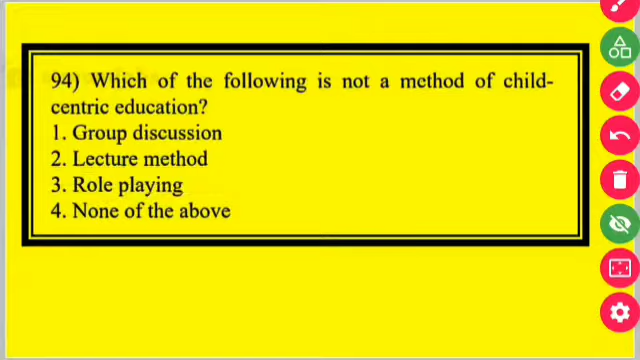 94) Which of the following is not a method of child-
centric education?
1. Group discussion
2. Lecture method
3. Role playing
4. None of the above